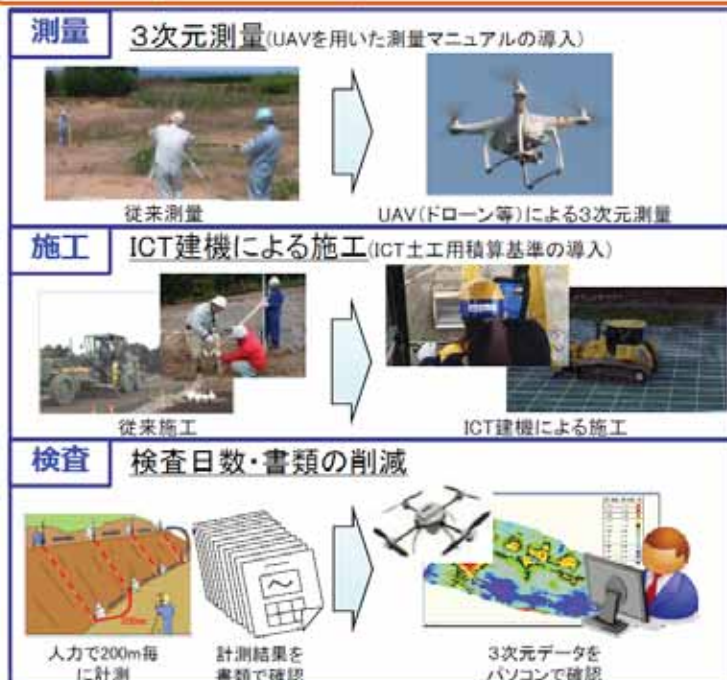 測量 3次元測量(UAVを用いた測量マニュアルの導入)
従来測量
UAV(ドローン等)による3次元測量
施工 ICT建機による施工(ICT土工用積算基準の導入)
従来施工
ICT建機による施工
検査 検査日数・書類の削減
200m
人力で200m毎
に計測
計測結果を
書類で確認
3次元データを
パソコンで確認